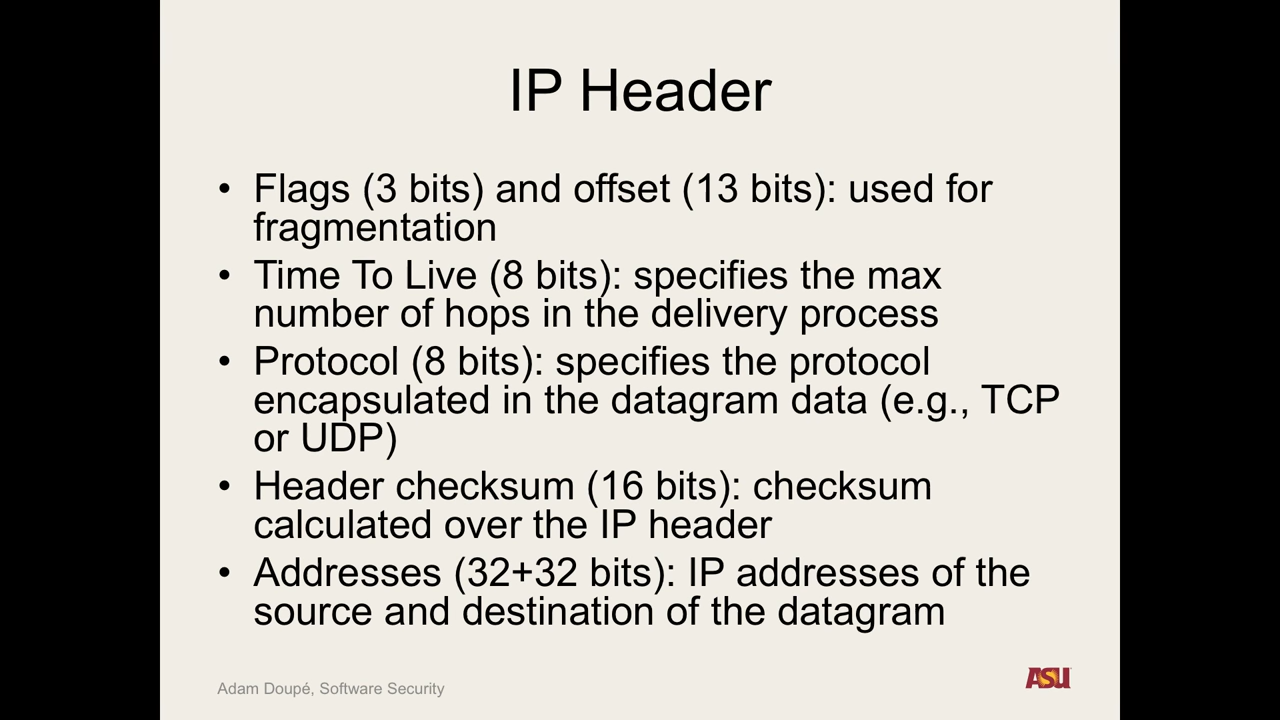 IP Header
• Flags (3 bits) and offset (13 bits): used for
fragmentation
• Time To Live (8 bits): specifies the max
number of hops in the delivery process
• Protocol (8 bits): specifies the protocol
encapsulated in the datagram data (e.g., TCP
or UDP)
• Header checksum (16 bits): checksum
calculated over the IP header
• Addresses (32+32 bits): IP addresses of the
source and destination of the datagram
Adam Doupé, Software Security
ASU